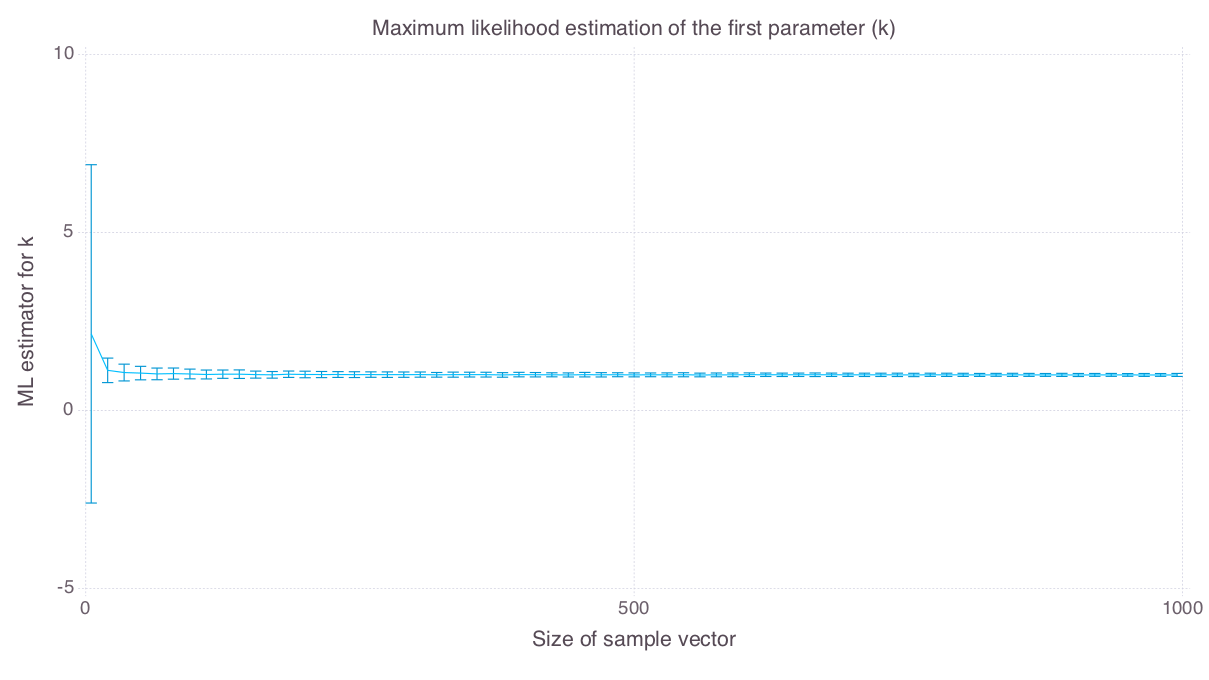 Maximum likelihood estimation of the first parameter (k)
10
5
0
-5
ML estimator for k
0 500 1000
Size of sample vector